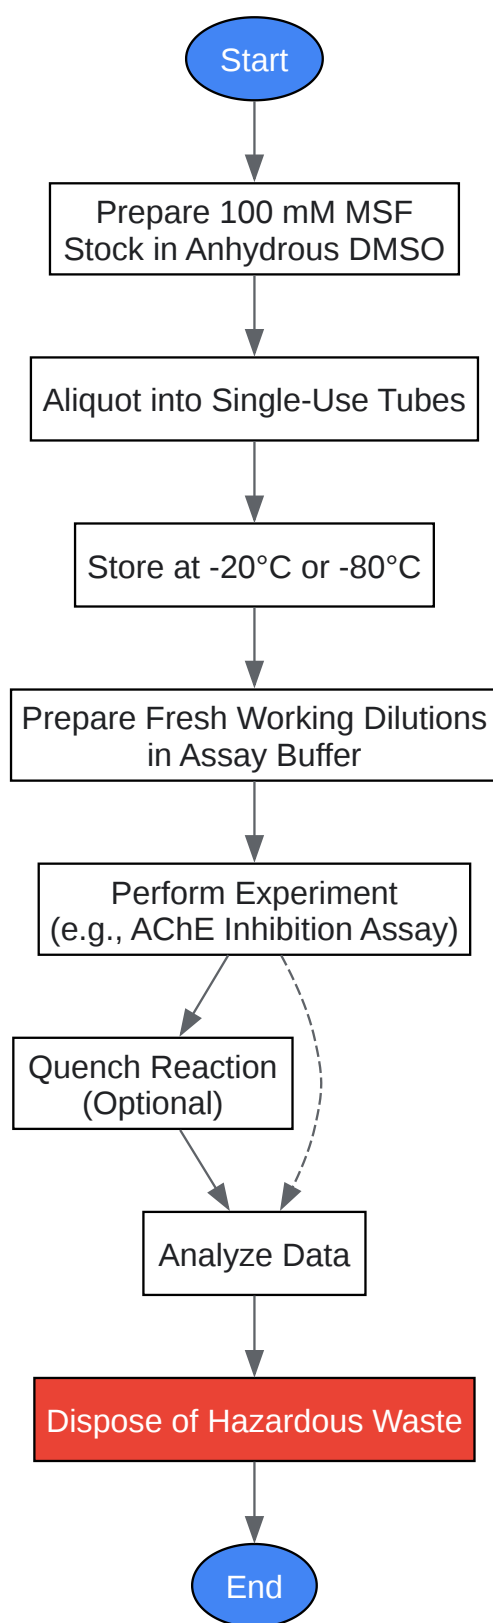 Start
Prepare 100 mM MSF
Stock in Anhydrous DMSO
Aliquot into Single-Use Tubes
Store at -20°C or -80°C
Prepare Fresh Working Dilutions
in Assay Buffer
Perform Experiment
(e.g., AChE Inhibition Assay)
Quench Reaction
(Optional)
Analyze Data
Dispose of Hazardous Waste
End